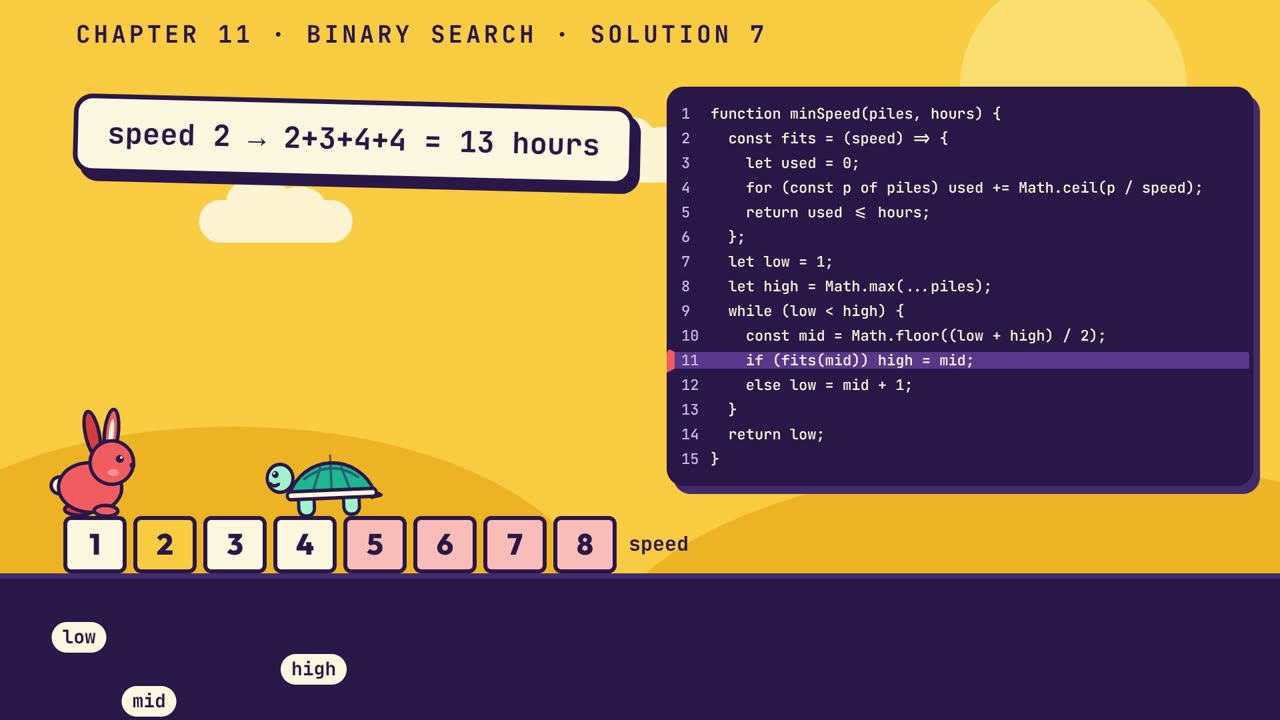 CHAPTER 11 · BINARY SEARCH · SOLUTION 7
speed 2 → 2+3+4+4 = 13 hours
1 function minSpeed(piles, hours) {
2 const fits = (speed) => {
3 let used = 0;
4 for (const p of piles) used += Math.ceil(p / speed);
5 return used <= hours;
6 };
7 let low = 1;
8 let high = Math.max(...piles);
9 while (low < high) {
10 const mid = Math.floor((low + high) / 2);
11 if (fits(mid)) high = mid;
12 else low = mid + 1;
13 }
14 return low;
15 }
1 2 3 4 5 6 7 8 speed
low
high
mid